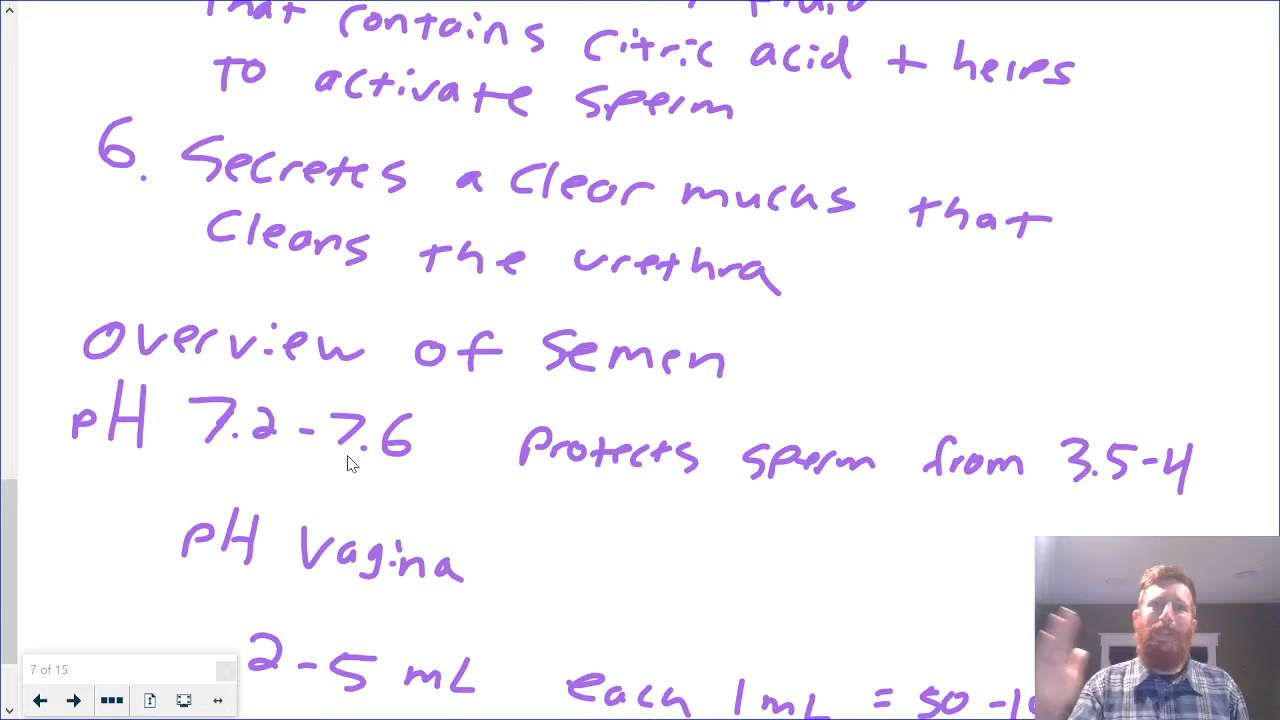 that contains citric acid + helps
to activate sperm
6. Secretes a clear mucus that
cleans the urethra
Overview of Semen
pH 7.2 - 7.6 protects sperm from 3.5-4
pH vagina
2 - 5 mL each 1 mL = 50 -
7 of 15